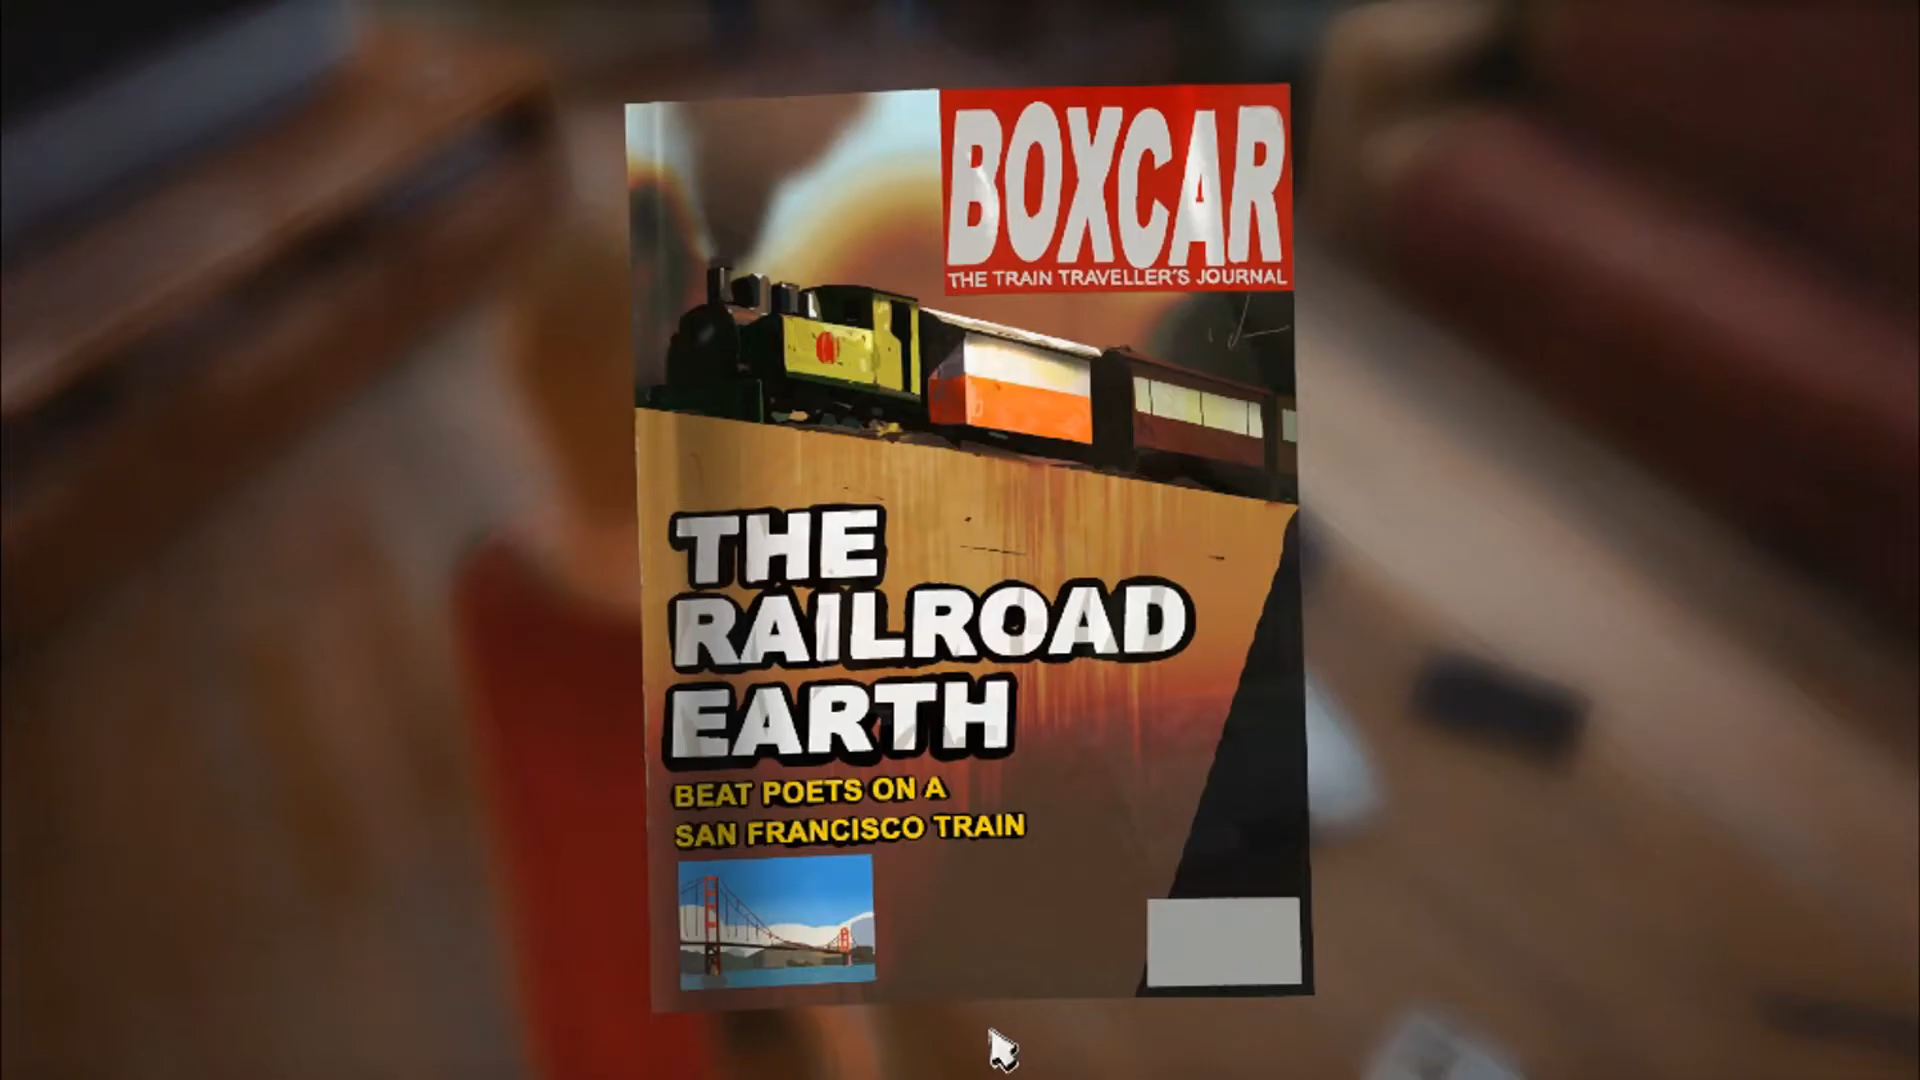 BOXCAR
THE TRAIN TRAVELLER'S JOURNAL
THE
RAILROAD
EARTH
BEAT POETS ON A
SAN FRANCISCO TRAIN